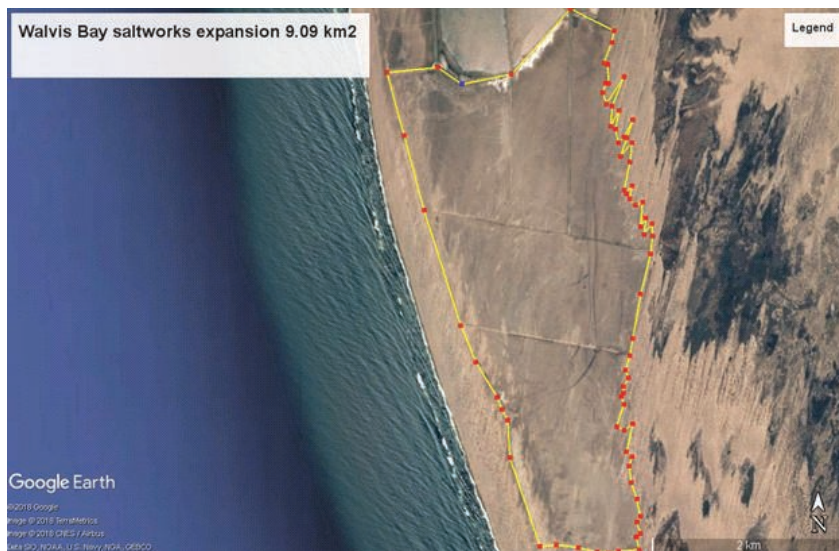 Walvis Bay saltworks expansion 9.09 km2
Legend
Google Earth
©2018 Google
Image © 2018 TerraMetrics
Image © 2018 CNES / Airbus
Data SIO, NOAA, U.S. Navy, NGA, GEBCO
2 km
N